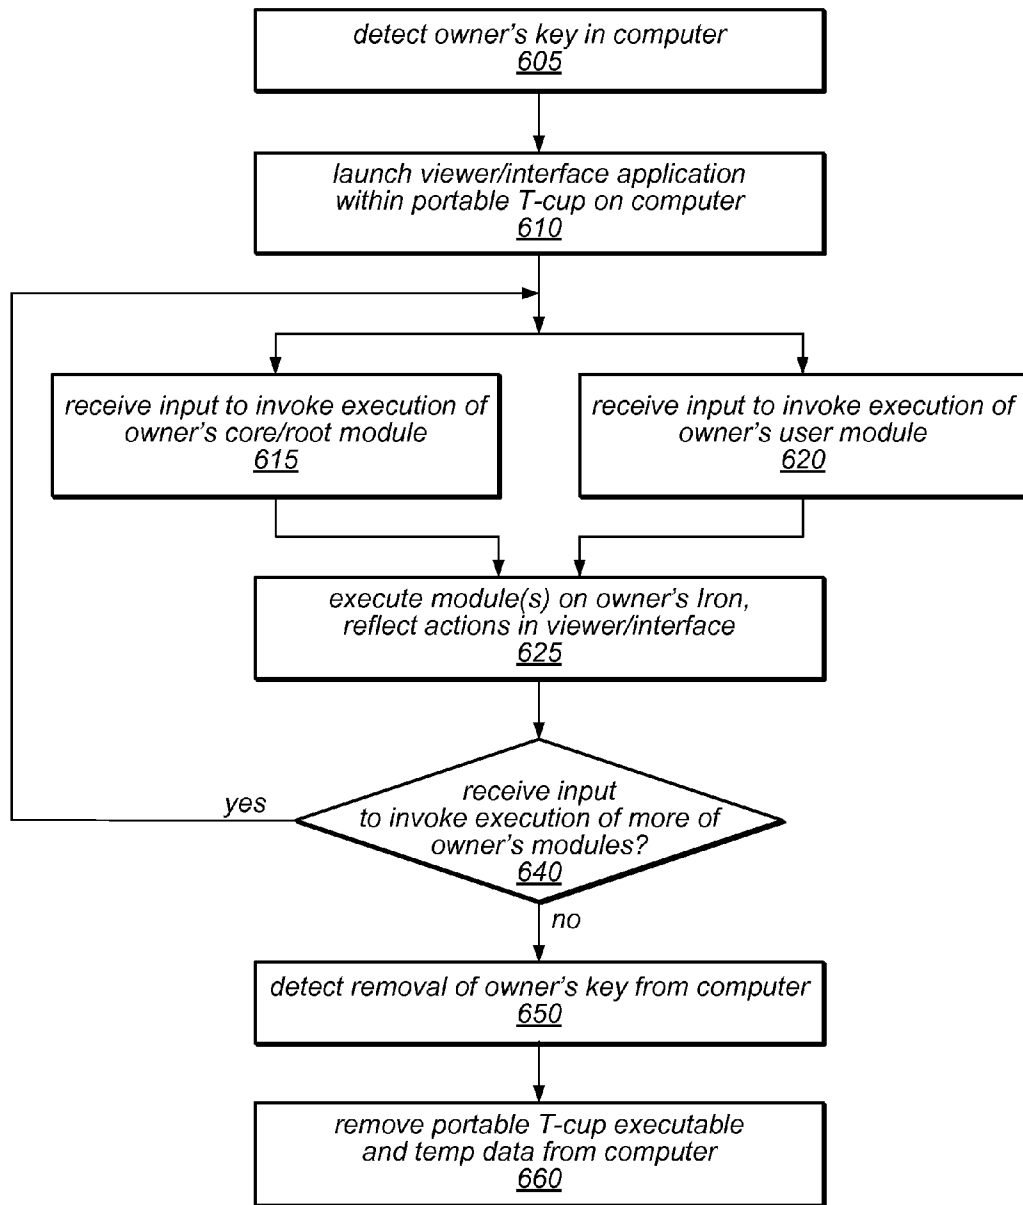 detect owner's key in computer
605
launch viewer/interface application
within portable T-cup on computer
610
receive input to invoke execution of
owner's core/root module
615
receive input to invoke execution of
owner's user module
620
execute module(s) on owner's Iron,
reflect actions in viewer/interface
625
receive input
to invoke execution of more of
owner's modules?
640
yes
no
detect removal of owner's key from computer
650
remove portable T-cup executable
and temp data from computer
660